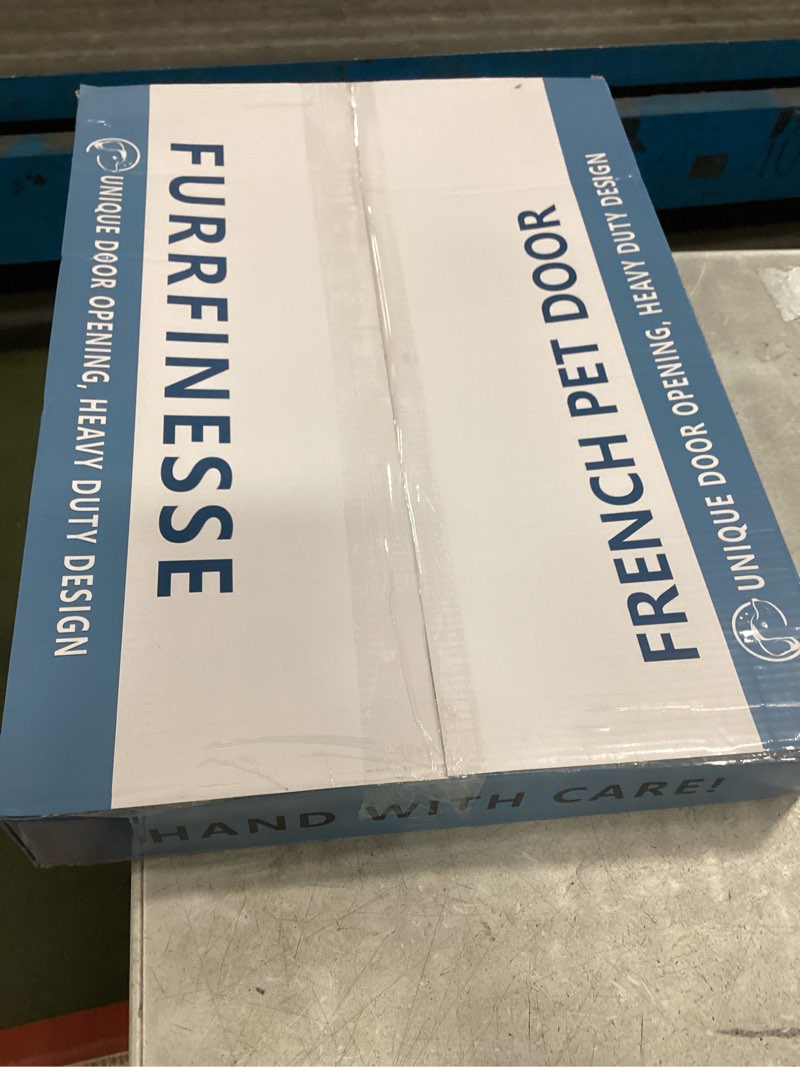 UNIQUE DOOR OPENING, HEAVY DUTY DESIGN
FURRFINESSE
FRENCH PET DOOR
UNIQUE DOOR OPENING, HEAVY DUTY DESIGN
HAND WITH CARE!